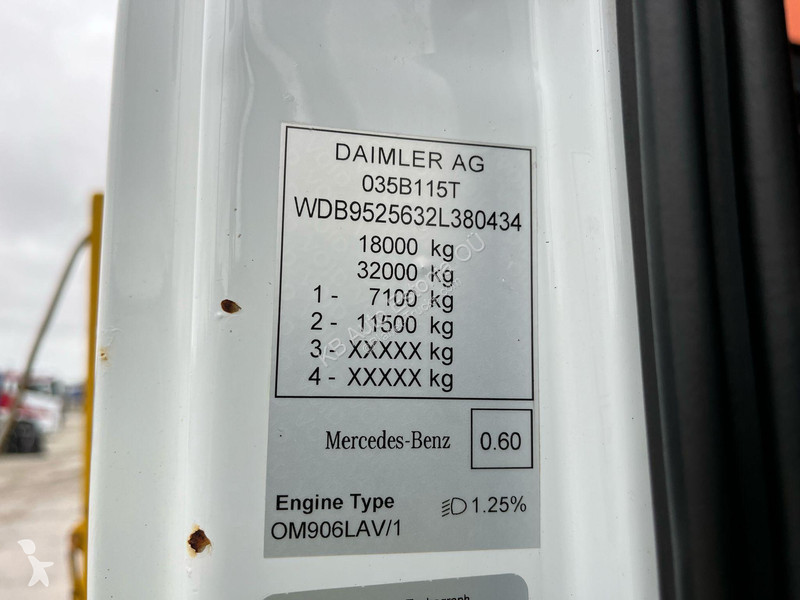 DAIMLER AG
035B115T
WDB9525632L380434
18000 kg
32000 kg
1 - 7100 kg
2 - 11500 kg
3 - XXXXX kg
4 - XXXXX kg
Mercedes-Benz 0.60
Engine Type 1.25%
OM906LAV/1